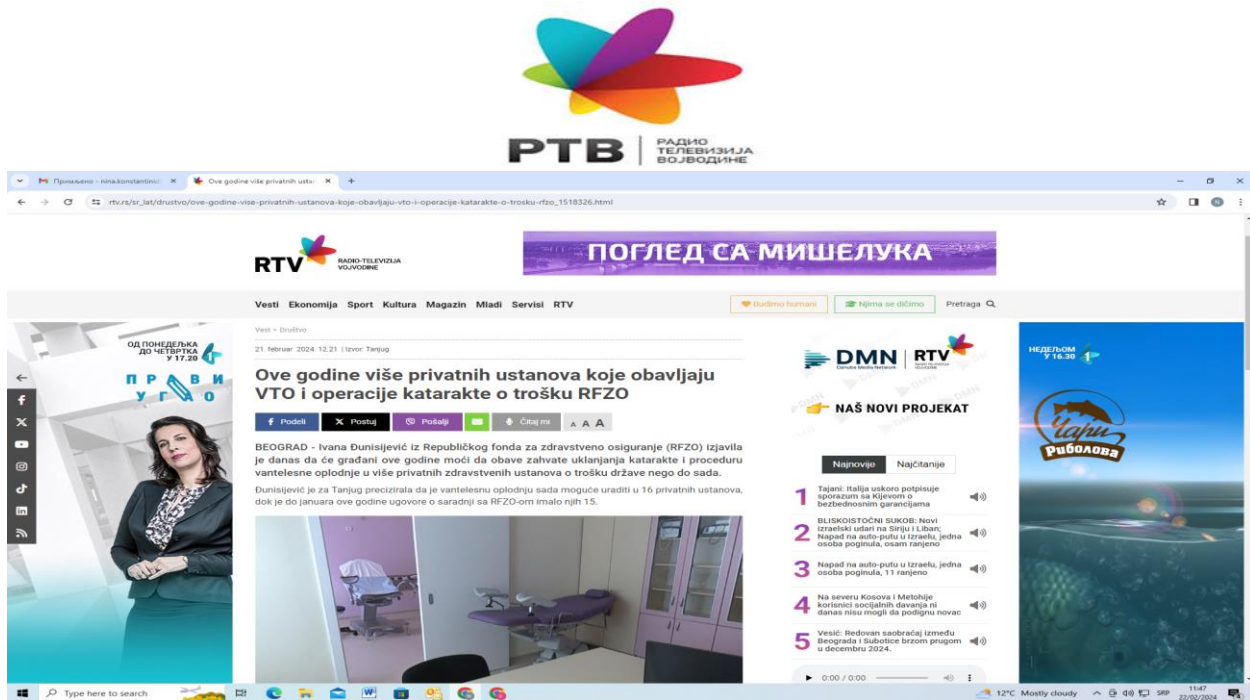 РТВ
РАДИО
ТЕЛЕВИЗИЈА
ВОЈВОДИНЕ
Ove godine više privatnih ustan
rtv.rs/sr_lat/drustvo/ove-godine-vise-privatnih-ustanova-koje-obavljaju-vto-i-operacije-katarakte-o-trosku-rfzo_1518326.html
RTV
RADIO-TELEVIZIJA
VOJVODINE
ПОГЛЕД СА МИШЕЛУКА
Vesti Ekonomija Sport Kultura Magazin Mladi Servisi RTV
Budimo humani
Njima se dičimo
Pretraga
ОД ПОНЕДЕЉКА
ДО ЧЕТВРТКА
У 17.20
1
ПРАВИ
УГАО
Vest > Društvo
21. februar 2024. 12.21 | Izvor: Tanjug
Ove godine više privatnih ustanova koje obavljaju
VTO i operacije katarakte o trošku RFZO
Podeli
Postuj
Pošalji
Čitaj mi
A A A
BEOGRAD - Ivana Đunisijević iz Republičkog fonda za zdravstveno osiguranje (RFZO) izjavila
je danas da će građani ove godine moći da obave zahvate uklanjanja katarakte i proceduru
vantelesne oplodnje u više privatnih zdravstvenih ustanova o trošku države nego do sada.
Đunisijević je za Tanjug precizirala da je vantelesnu oplodnju sada moguće uraditi u 16 privatnih ustanova,
dok je do januara ove godine ugovore o saradnji sa RFZO-om imalo njih 15.
DMN
Danube Media Network
RTV
NAŠ NOVI PROJEKAT
Najnovije
Najčitanije
1
Tajani: Italija uskoro potpisuje
sporazum sa Kijevom o
bezbednosnim garancijama
2
BLISKOISTOČNI SUKOB: Novi
izraelski udari na Siriju i Liban;
Napad na auto-putu u Izraelu, jedna
osoba poginula, osam ranjeno
3
Napad na auto-putu u Izraelu, jedna
osoba poginula, 11 ranjeno
4
Na severu Kosova i Metohije
korisnici socijalnih davanja ni
danas nisu mogli da podignu novac
5
Vesić: Redovan saobraćaj između
Beograda i Subotice brzom prugom
u decembru 2024.
0:00 / 0:00
НЕДЕЉОМ
У 16.30
1
Чари
Риболова
Type here to search
12°C Mostly cloudy
SRP
11:47
22/02/2024